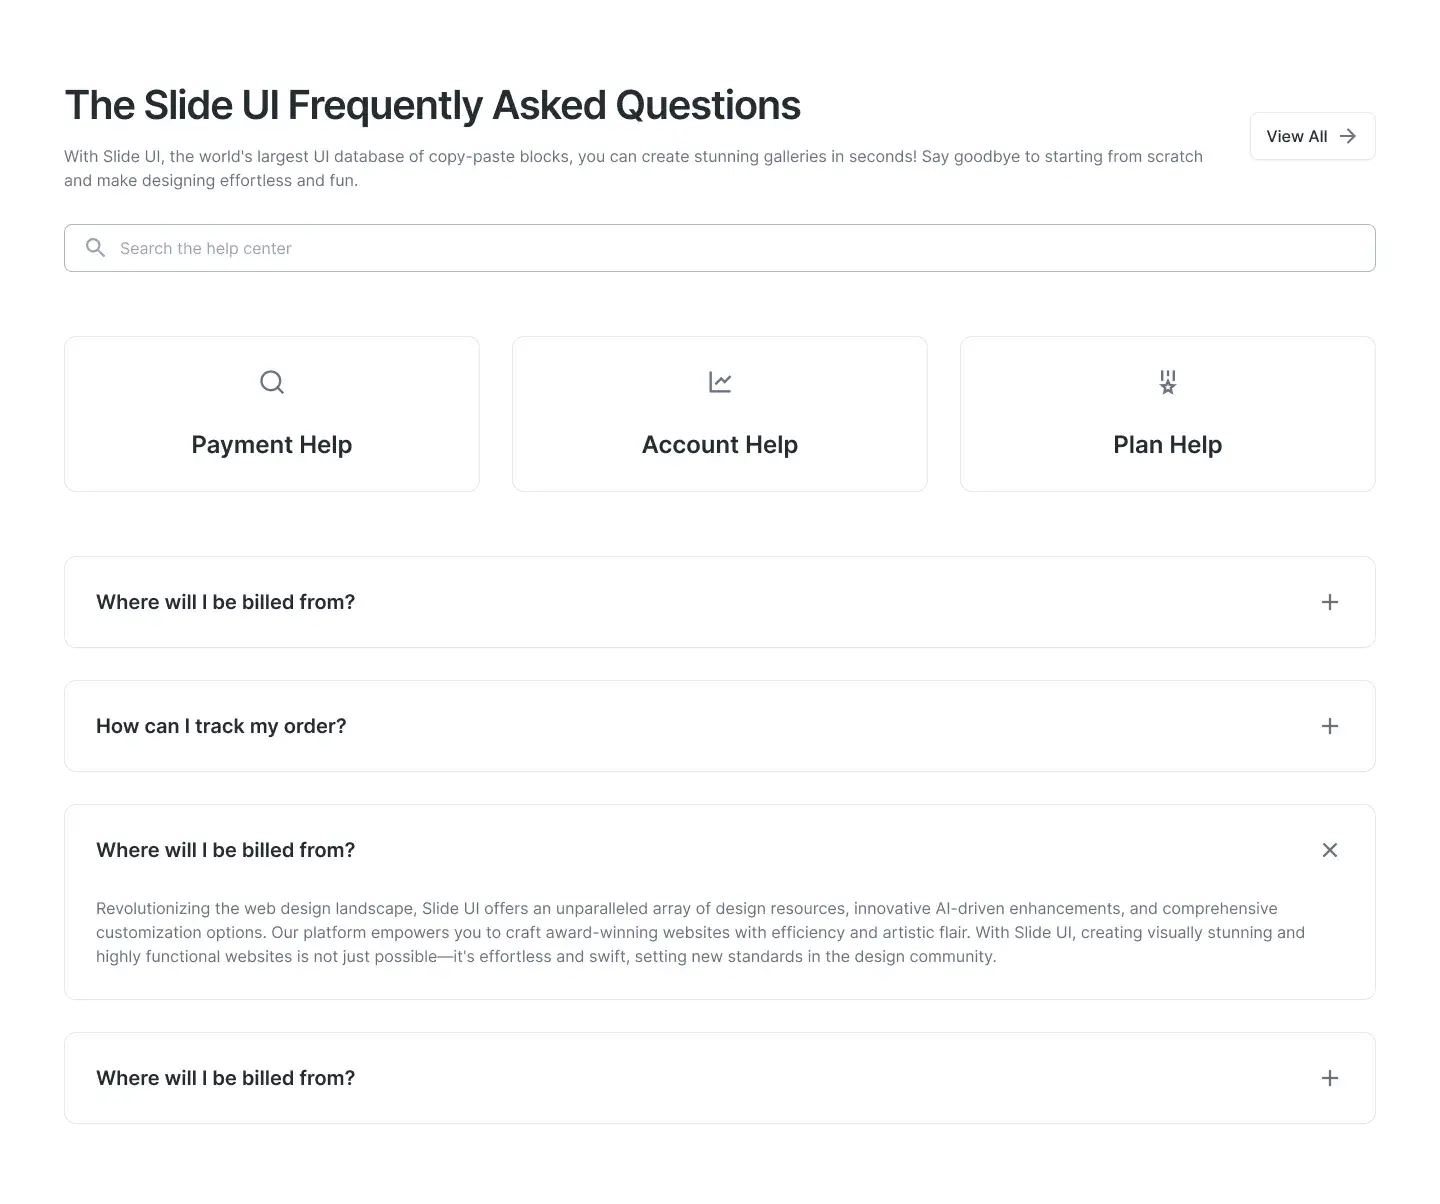 The Slide UI Frequently Asked Questions
With Slide UI, the world's largest UI database of copy-paste blocks, you can create stunning galleries in seconds! Say goodbye to starting from scratch
and make designing effortless and fun.
View All
Search the help center
Payment Help
Account Help
Plan Help
Where will I be billed from?
How can I track my order?
Where will I be billed from?
Revolutionizing the web design landscape, Slide UI offers an unparalleled array of design resources, innovative AI-driven enhancements, and comprehensive
customization options. Our platform empowers you to craft award-winning websites with efficiency and artistic flair. With Slide UI, creating visually stunning and
highly functional websites is not just possible—it's effortless and swift, setting new standards in the design community.
Where will I be billed from?